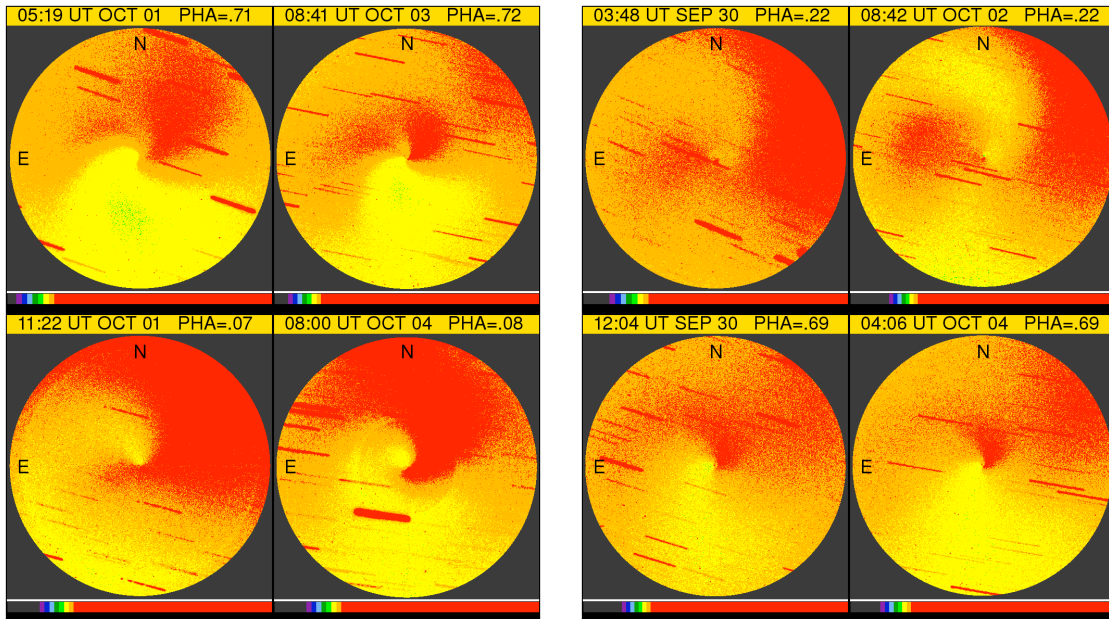 05:19 UT OCT 01 PHA=.71
08:41 UT OCT 03 PHA=.72
03:48 UT SEP 30 PHA=.22
08:42 UT OCT 02 PHA=.22
N
N
N
N
E
E
E
E
11:22 UT OCT 01 PHA=.07
08:00 UT OCT 04 PHA=.08
12:04 UT SEP 30 PHA=.69
04:06 UT OCT 04 PHA=.69
N
N
N
N
E
E
E
E